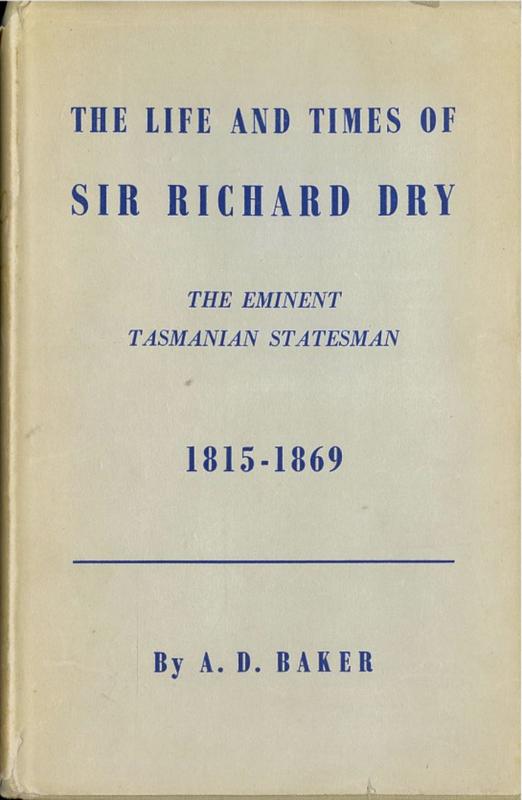 THE LIFE AND TIMES OF
SIR RICHARD DRY
THE EMINENT
TASMANIAN STATESMAN
1815-1869
By A. D. BAKER